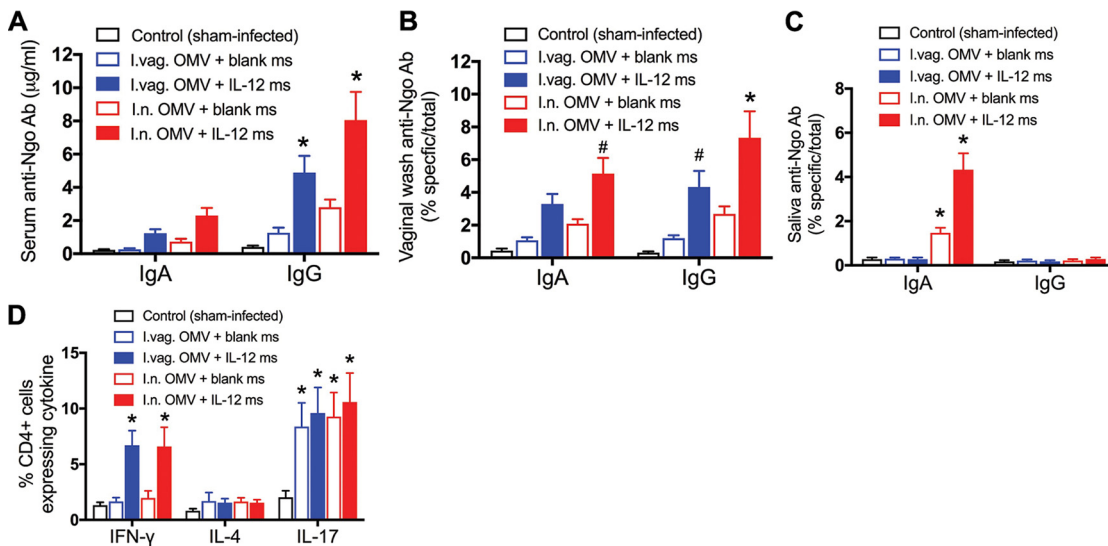 A
Control (sham-infected)
I.vag. OMV + blank ms
I.vag. OMV + IL-12 ms
I.n. OMV + blank ms
I.n. OMV + IL-12 ms
Serum anti-Ngo Ab (µg/ml)
12
10
8
6
4
2
0
*
*
IgA
IgG
B
Control (sham-infected)
I.vag. OMV + blank ms
I.vag. OMV + IL-12 ms
I.n. OMV + blank ms
I.n. OMV + IL-12 ms
Vaginal wash anti-Ngo Ab
(% specfic/total)
12
10
8
6
4
2
0
#
#
*
IgA
IgG
C
Control (sham-infected)
I.vag. OMV + blank ms
I.vag. OMV + IL-12 ms
I.n. OMV + blank ms
I.n. OMV + IL-12 ms
Saliva anti-Ngo Ab
(% specific/total)
8
6
4
2
0
*
*
IgA
IgG
D
Control (sham-infected)
I.vag. OMV + blank ms
I.vag. OMV + IL-12 ms
I.n. OMV + blank ms
I.n. OMV + IL-12 ms
% CD4+ cells
expressing cytokine
15
10
5
0
*
*
*
*
*
*
IFN-γ
IL-4
IL-17